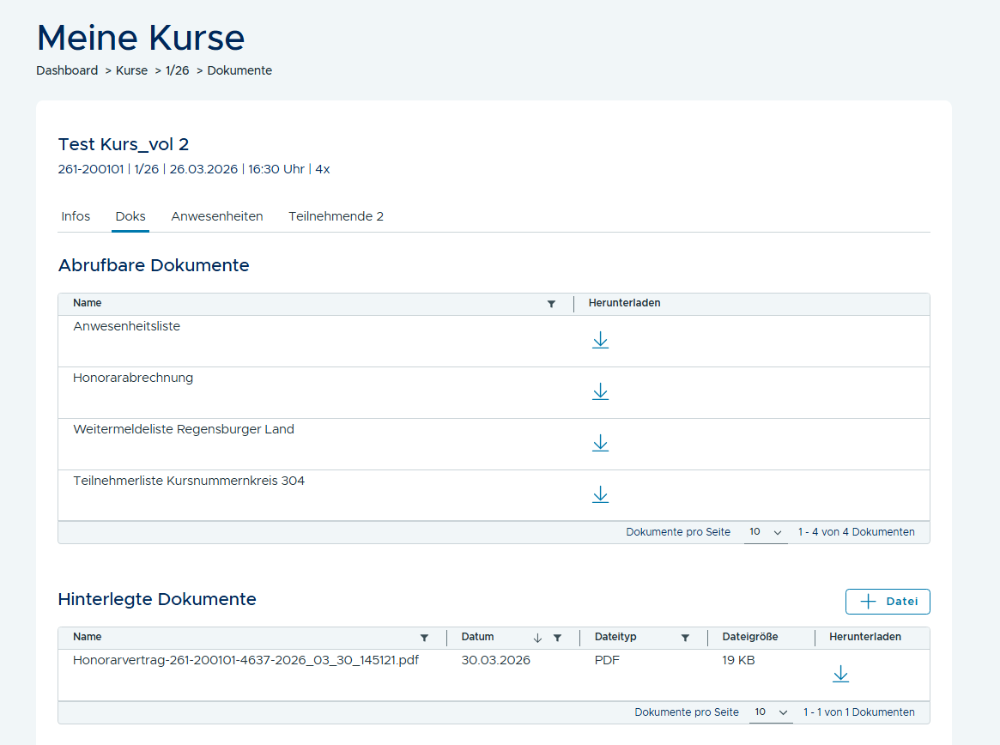 Meine Kurse
Dashboard > Kurse > 1/26 > Dokumente
Test Kurs_vol 2
261-200101 | 1/26 | 26.03.2026 | 16:30 Uhr | 4x
Infos Doks Anwesenheiten Teilnehmende 2
Abrufbare Dokumente
Name Herunterladen
Anwesenheitsliste
Honorarabrechnung
Weitermeldeliste Regensburger Land
Teilnehmerliste Kursnummernkreis 304
Dokumente pro Seite 10 1 - 4 von 4 Dokumenten
Hinterlegte Dokumente
Datei
Name Datum Dateityp Dateigröße Herunterladen
Honorarvertrag-261-200101-4637-2026_03_30_145121.pdf 30.03.2026 PDF 19 KB
Dokumente pro Seite 10 1 - 1 von 1 Dokumenten